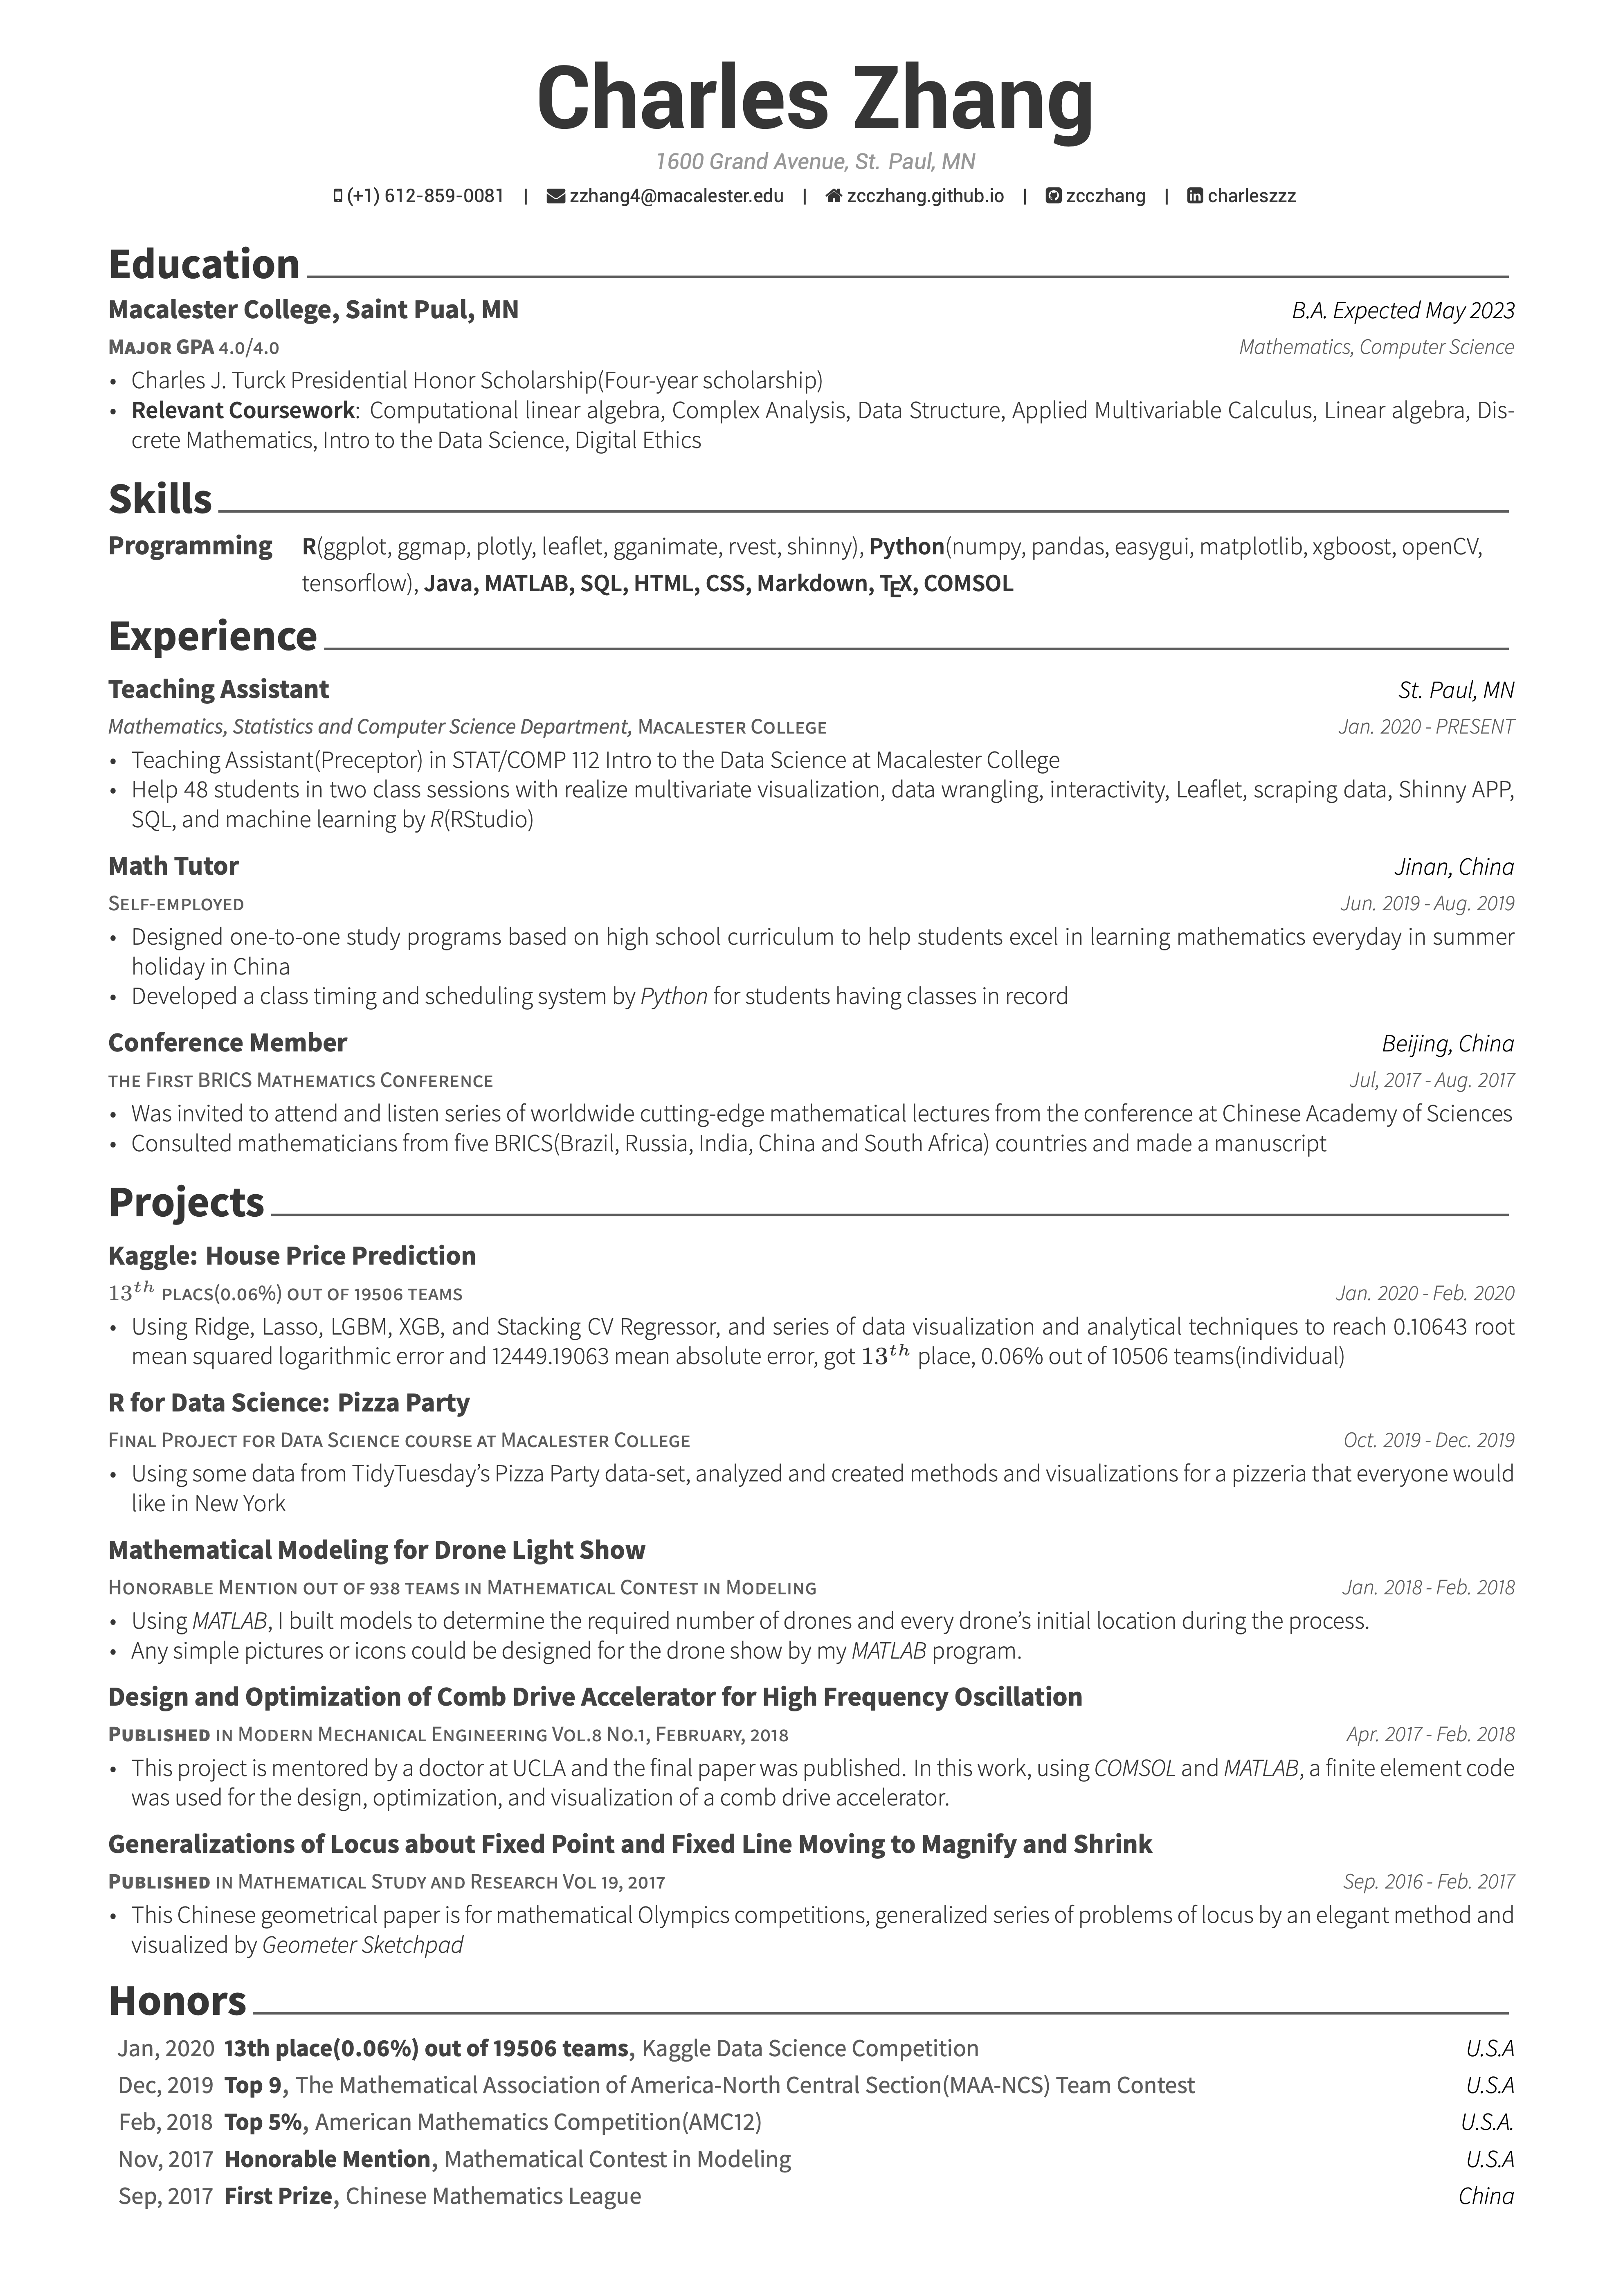 Charles Zhang
1600 Grand Avenue, St. Paul, MN
(+1) 612-859-0081 | zzhang4@macalester.edu | zcczhang.github.io | zcczhang | charleszzz
Education
Macalester College, Saint Pual, MN B.A. Expected May 2023
Major GPA 4.0/4.0 Mathematics, Computer Science
• Charles J. Turck Presidential Honor Scholarship(Four-year scholarship)
• Relevant Coursework: Computational linear algebra, Complex Analysis, Data Structure, Applied Multivariable Calculus, Linear algebra, Dis-
crete Mathematics, Intro to the Data Science, Digital Ethics
Skills
Programming R(ggplot, ggmap, plotly, leaflet, gganimate, rvest, shinny), Python(numpy, pandas, easygui, matplotlib, xgboost, openCV,
tensorflow), Java, MATLAB, SQL, HTML, CSS, Markdown, TEX, COMSOL
Experience
Teaching Assistant St. Paul, MN
Mathematics, Statistics and Computer Science Department, Macalester College Jan. 2020 - PRESENT
• Teaching Assistant(Preceptor) in STAT/COMP 112 Intro to the Data Science at Macalester College
• Help 48 students in two class sessions with realize multivariate visualization, data wrangling, interactivity, Leaflet, scraping data, Shinny APP,
SQL, and machine learning by R(RStudio)
Math Tutor Jinan, China
Self-employed Jun. 2019 - Aug. 2019
• Designed one-to-one study programs based on high school curriculum to help students excel in learning mathematics everyday in summer
holiday in China
• Developed a class timing and scheduling system by Python for students having classes in record
Conference Member Beijing, China
the First BRICS Mathematics Conference Jul, 2017 - Aug. 2017
• Was invited to attend and listen series of worldwide cutting-edge mathematical lectures from the conference at Chinese Academy of Sciences
• Consulted mathematicians from five BRICS(Brazil, Russia, India, China and South Africa) countries and made a manuscript
Projects
Kaggle: House Price Prediction
13th placs(0.06%) out of 19506 teams Jan. 2020 - Feb. 2020
• Using Ridge, Lasso, LGBM, XGB, and Stacking CV Regressor, and series of data visualization and analytical techniques to reach 0.10643 root
mean squared logarithmic error and 12449.19063 mean absolute error, got 13th place, 0.06% out of 10506 teams(individual)
R for Data Science: Pizza Party
Final Project for Data Science course at Macalester College Oct. 2019 - Dec. 2019
• Using some data from TidyTuesday's Pizza Party data-set, analyzed and created methods and visualizations for a pizzeria that everyone would
like in New York
Mathematical Modeling for Drone Light Show
Honorable Mention out of 938 teams in Mathematical Contest in Modeling Jan. 2018 - Feb. 2018
• Using MATLAB, I built models to determine the required number of drones and every drone's initial location during the process.
• Any simple pictures or icons could be designed for the drone show by my MATLAB program.
Design and Optimization of Comb Drive Accelerator for High Frequency Oscillation
Published in Modern Mechanical Engineering Vol.8 No.1, February, 2018 Apr. 2017 - Feb. 2018
• This project is mentored by a doctor at UCLA and the final paper was published. In this work, using COMSOL and MATLAB, a finite element code
was used for the design, optimization, and visualization of a comb drive accelerator.
Generalizations of Locus about Fixed Point and Fixed Line Moving to Magnify and Shrink
Published in Mathematical Study and Research Vol 19, 2017 Sep. 2016 - Feb. 2017
• This Chinese geometrical paper is for mathematical Olympics competitions, generalized series of problems of locus by an elegant method and
visualized by Geometer Sketchpad
Honors
Jan, 2020 13th place(0.06%) out of 19506 teams, Kaggle Data Science Competition U.S.A
Dec, 2019 Top 9, The Mathematical Association of America-North Central Section(MAA-NCS) Team Contest U.S.A
Feb, 2018 Top 5%, American Mathematics Competition(AMC12) U.S.A.
Nov, 2017 Honorable Mention, Mathematical Contest in Modeling U.S.A
Sep, 2017 First Prize, Chinese Mathematics League China